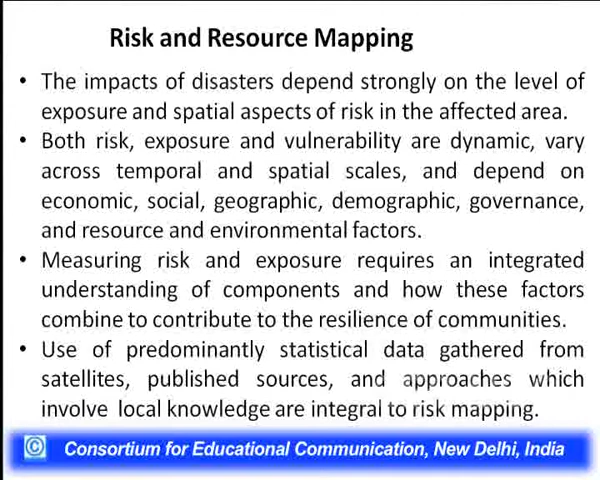 Risk and Resource Mapping
• The impacts of disasters depend strongly on the level of
exposure and spatial aspects of risk in the affected area.
• Both risk, exposure and vulnerability are dynamic, vary
across temporal and spatial scales, and depend on
economic, social, geographic, demographic, governance,
and resource and environmental factors.
• Measuring risk and exposure requires an integrated
understanding of components and how these factors
combine to contribute to the resilience of communities.
• Use of predominantly statistical data gathered from
satellites, published sources, and approaches which
involve local knowledge are integral to risk mapping.
© Consortium for Educational Communication, New Delhi, India